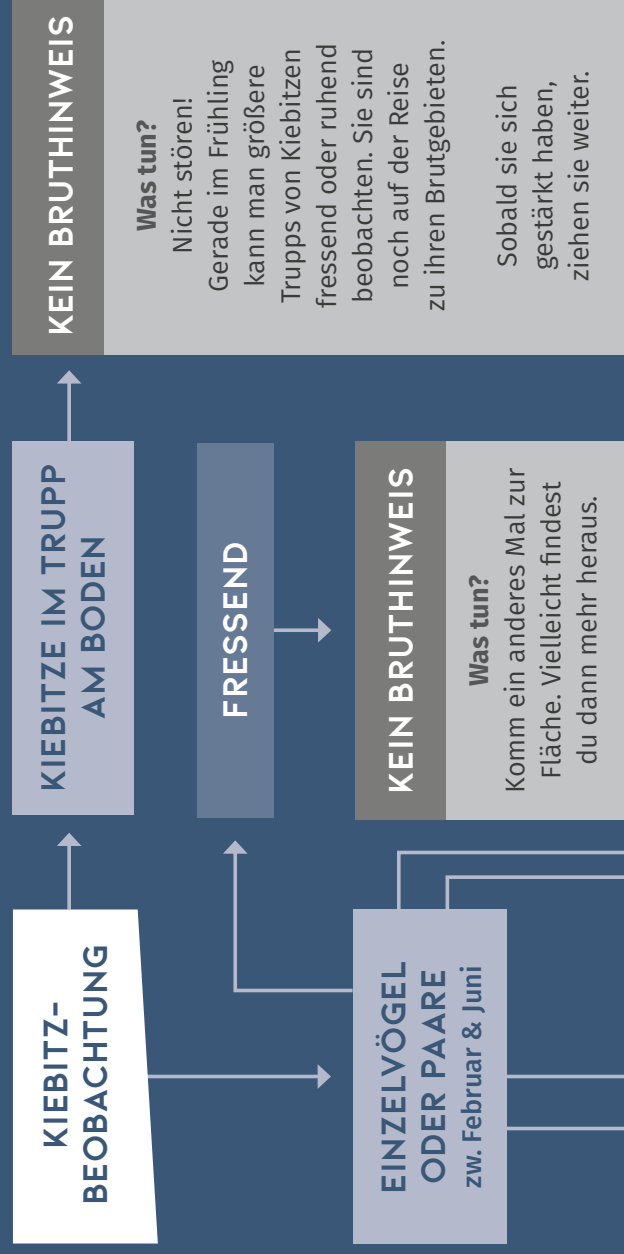 KIEBITZ-
BEOBACHTUNG
KIEBITZE IM TRUPP
AM BODEN
KEIN BRUTHINWEIS
Was tun?
Nicht stören!
Gerade im Frühling
kann man größere
Trupps von Kiebitzen
fressend oder ruhend
beobachten. Sie sind
noch auf der Reise
zu ihren Brutgebieten.
Sobald sie sich
gestärkt haben,
ziehen sie weiter.
EINZELVÖGEL
ODER PAARE
zw. Februar & Juni
FRESSEND
KEIN BRUTHINWEIS
Was tun?
Komm ein anderes Mal zur
Fläche. Vielleicht findest
du dann mehr heraus.